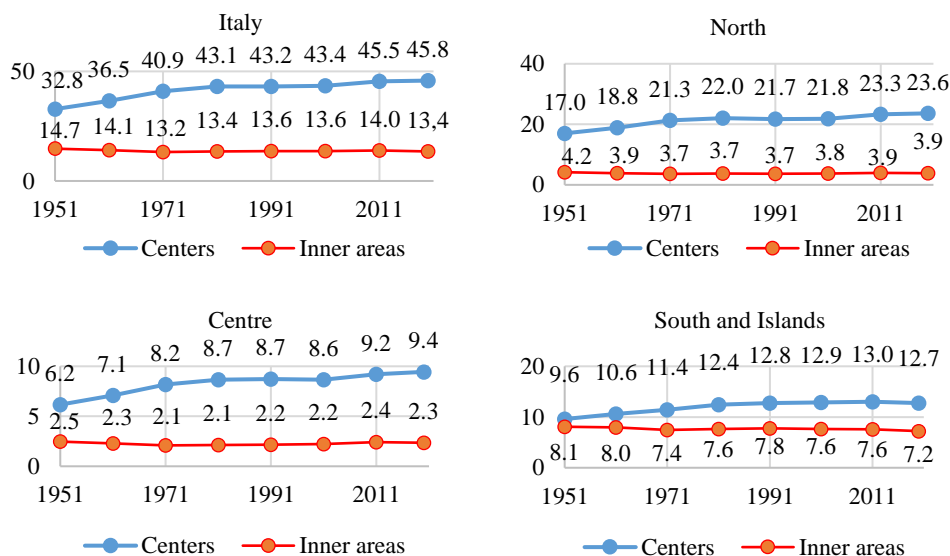 Italy
32.8 36.5 40.9 43.1 43.2 43.4 45.5 45.8
50
14.7 14.1 13.2 13.4 13.6 13.6 14.0 13,4
0
1951 1971 1991 2011
Centers Inner areas
North
40
17.0 18.8 21.3 22.0 21.7 21.8 23.3 23.6
20
4.2 3.9 3.7 3.7 3.7 3.8 3.9 3.9
0
1951 1971 1991 2011
Centers Inner areas
Centre
6.2 7.1 8.2 8.7 8.7 8.6 9.2 9.4
10
5
2.5 2.3 2.1 2.1 2.2 2.2 2.4 2.3
0
1951 1971 1991 2011
Centers Inner areas
South and Islands
20
9.6 10.6 11.4 12.4 12.8 12.9 13.0 12.7
10
8.1 8.0 7.4 7.6 7.8 7.6 7.6 7.2
0
1951 1971 1991 2011
Centers Inner areas